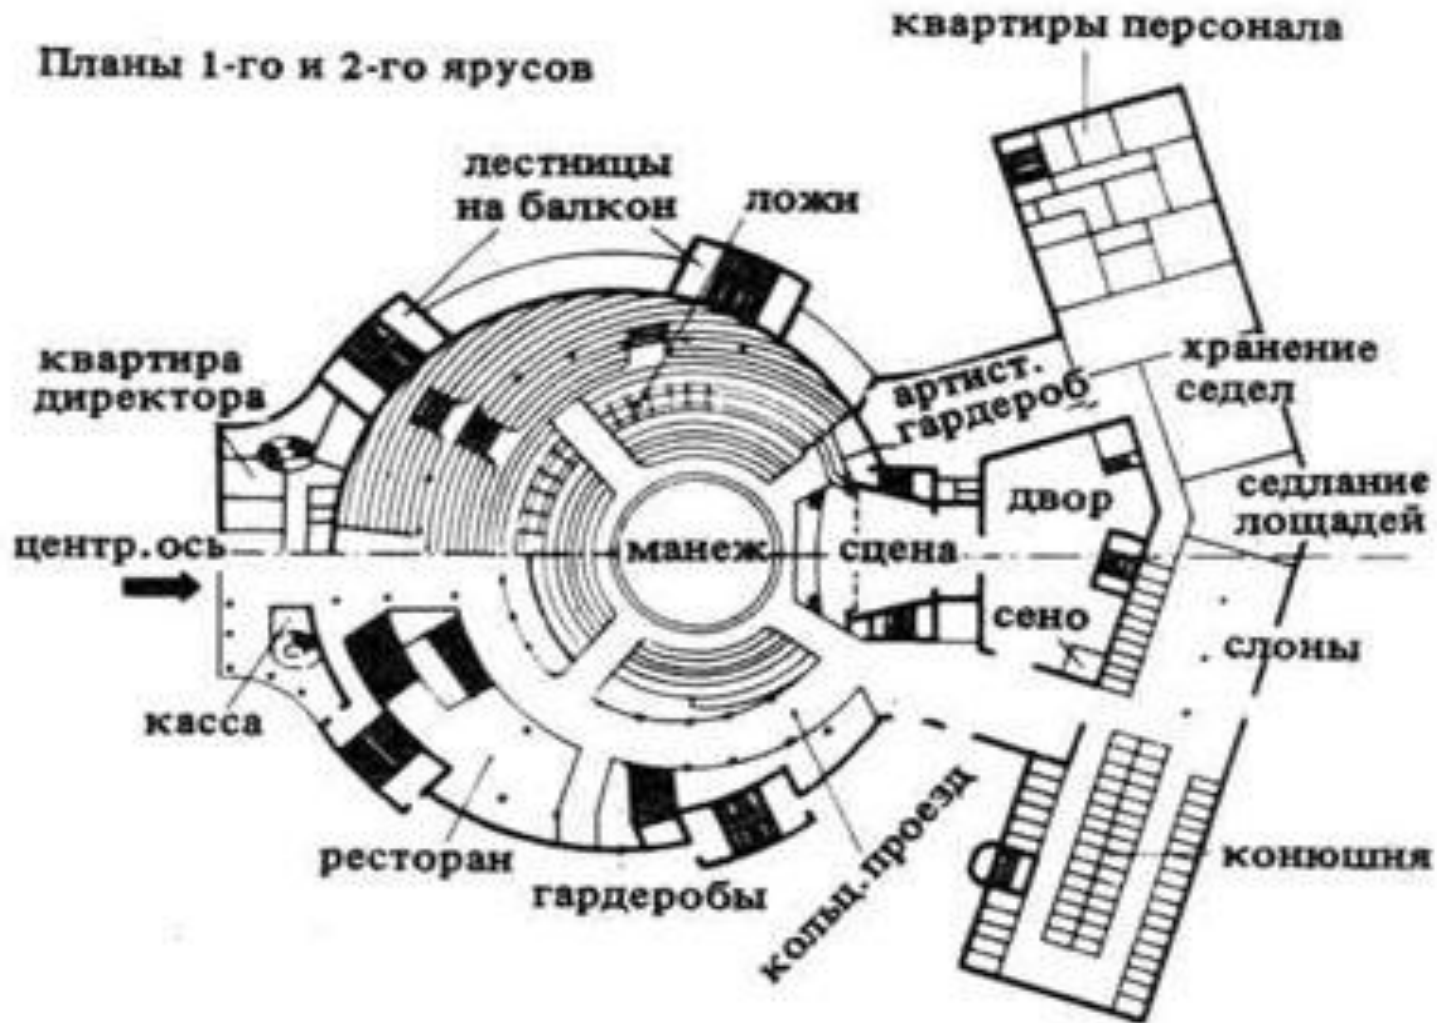 квартиры персонала
Планы 1-го и 2-го ярусов
лестницы
на балкон
ложи
квартира
директора
артист.
гардероб
хранение
седел
двор
седлание
лощадей
центр. ось
манеж
сцена
сено
слоны
касса
ресторан
гардеробы
кольц. проезд
конюшня